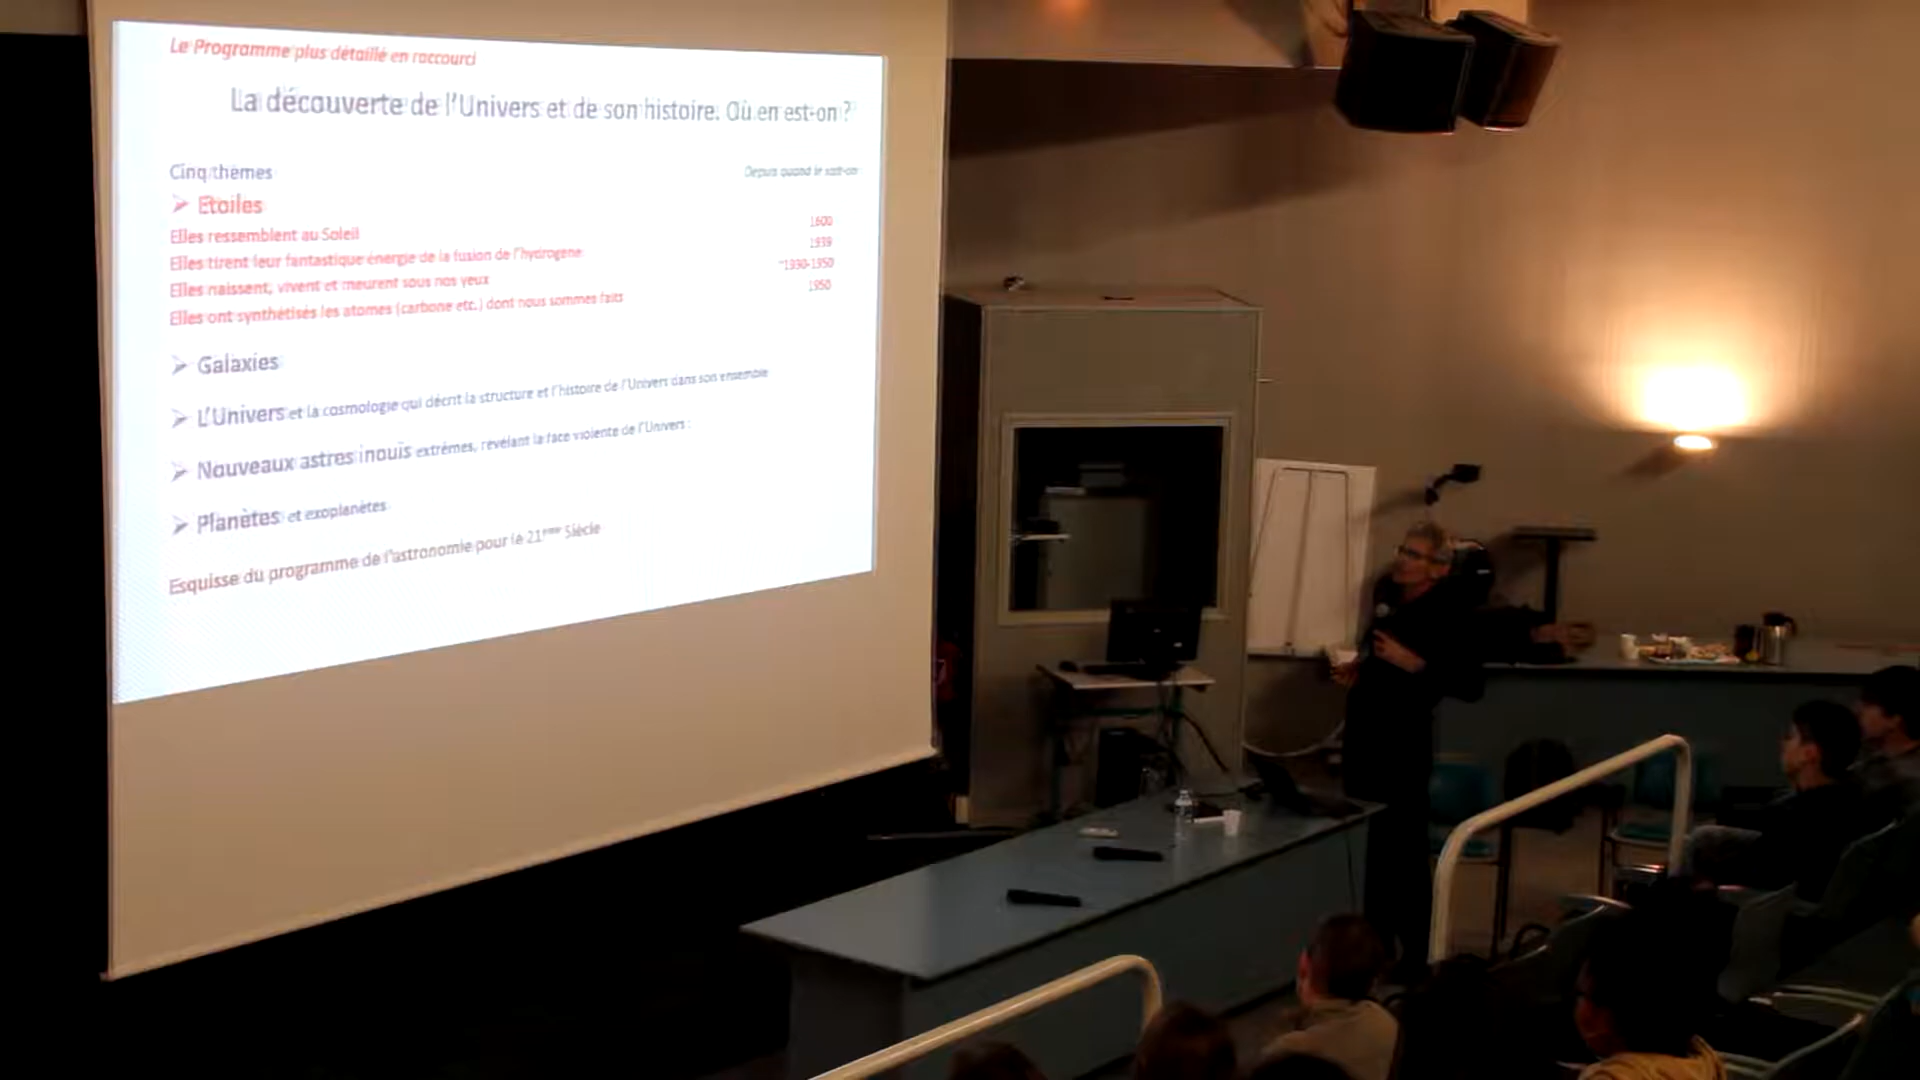 Le Programme plus détaillé en raccourci
La découverte de l'Univers et de son histoire. Où en est-on ?
Cinq thèmes
Depuis quand le sait-on
➢ Etoiles
Elles ressemblent au Soleil 1600
Elles tirent leur fantastique énergie de la fusion de l'hydrogène 1939
Elles naissent, vivent et meurent sous nos yeux ~1930-1950
Elles ont synthétisés les atomes (carbone etc.) dont nous sommes faits 1950
➢ Galaxies
➢ L'Univers et la cosmologie qui décrit la structure et l'histoire de l'Univers dans son ensemble
➢ Nouveaux astres inouïs extrêmes, révélant la face violente de l'Univers :
➢ Planètes et exoplanètes
Esquisse du programme de l'astronomie pour le 21ème Siècle